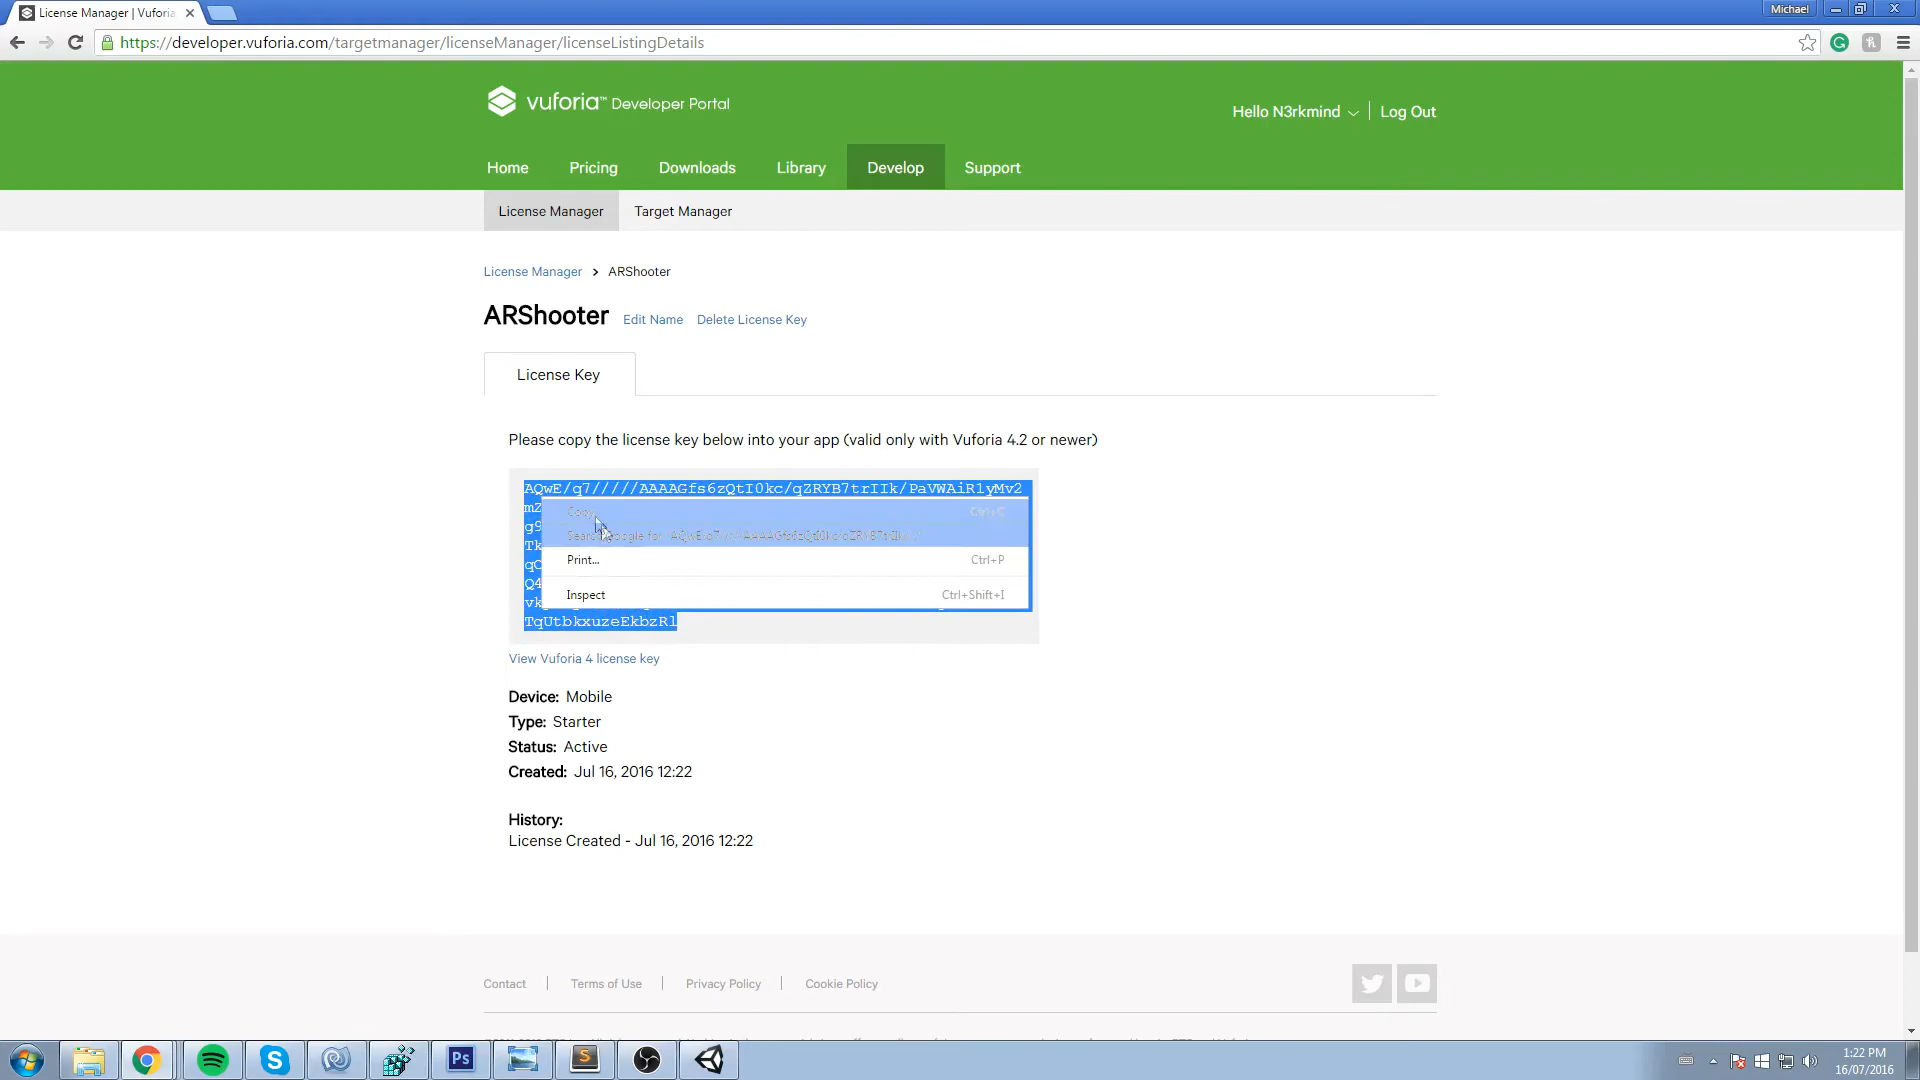 License Manager | Vuforia
Michael
https://developer.vuforia.com/targetmanager/licenseManager/licenseListingDetails
vuforia™ Developer Portal
Hello N3rkmind
Log Out
Home
Pricing
Downloads
Library
Develop
Support
License Manager
Target Manager
License Manager > ARShooter
ARShooter
Edit Name
Delete License Key
License Key
Please copy the license key below into your app (valid only with Vuforia 4.2 or newer)
AQwE/q7/////AAAAGfs6zQtI0kc/qZRYB7trIIk/PaVWAiR1yMv2
Copy
Ctrl+C
Print...
Ctrl+P
Inspect
Ctrl+Shift+I
TqUtbkxuzeEkbzRl
View Vuforia 4 license key
Device: Mobile
Type: Starter
Status: Active
Created: Jul 16, 2016 12:22
History:
License Created - Jul 16, 2016 12:22
Contact
Terms of Use
Privacy Policy
Cookie Policy
Ps
1:22 PM
16/07/2016